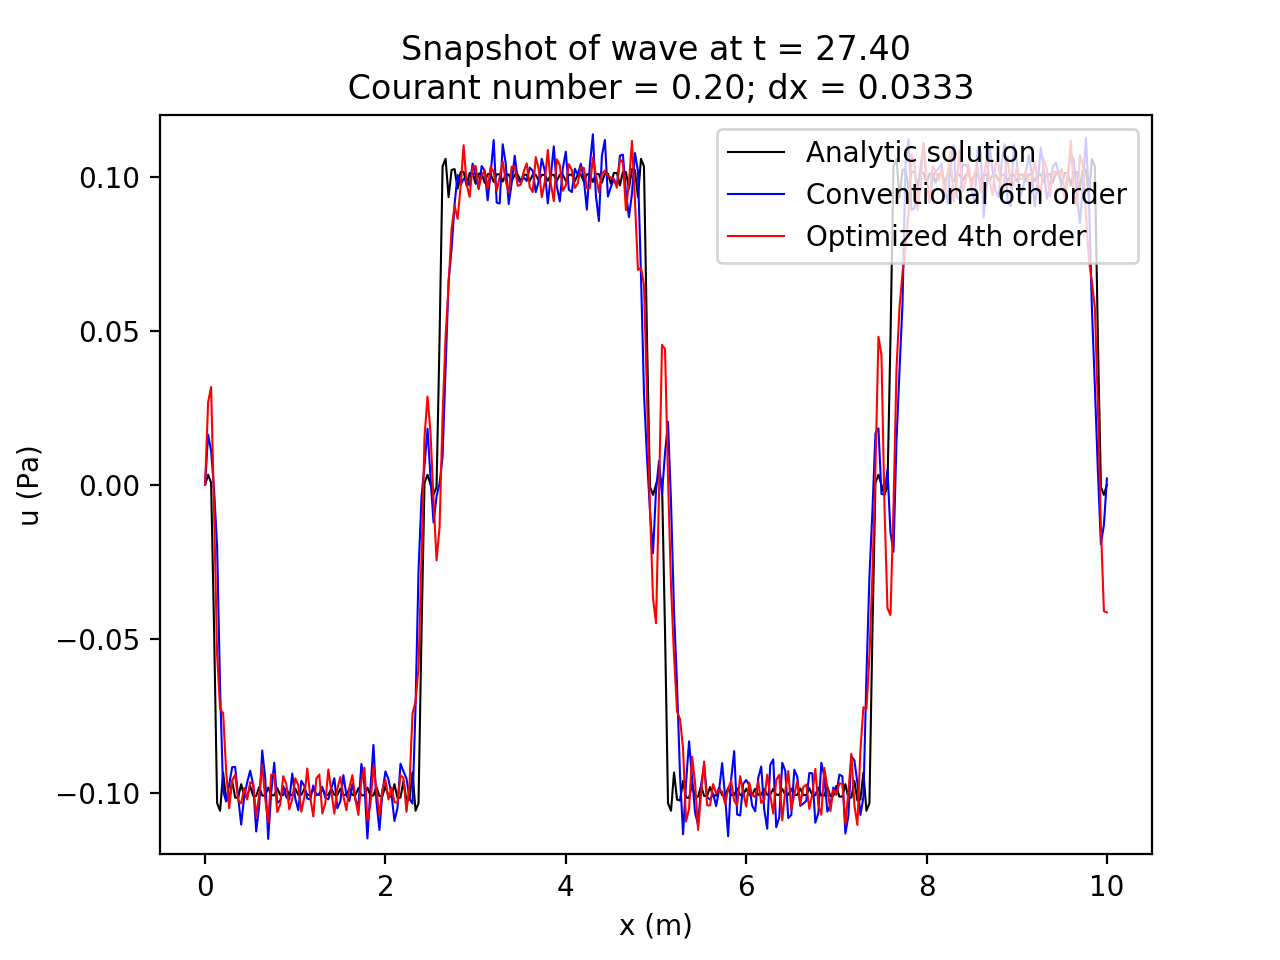 Snapshot of wave at t = 27.40
Courant number = 0.20; dx = 0.0333
Analytic solution
Conventional 6th order
Optimized 4th order
0.10
0.05
0.00
−0.05
−0.10
u (Pa)
0 2 4 6 8 10
x (m)